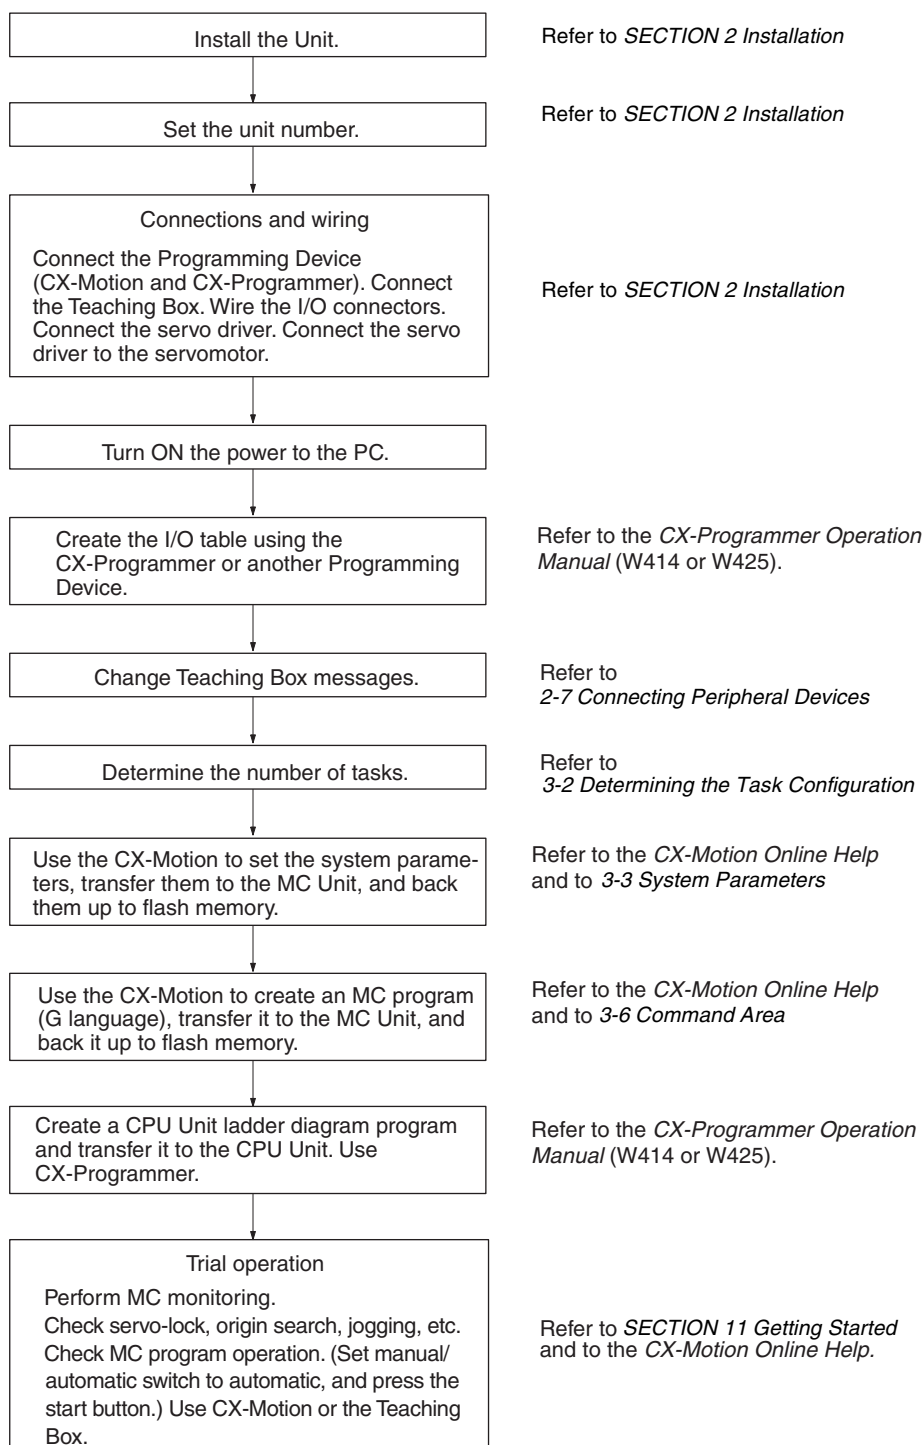 Install the Unit.
Refer to SECTION 2 Installation
Set the unit number.
Refer to SECTION 2 Installation
Connections and wiring
Connect the Programming Device
(CX-Motion and CX-Programmer). Connect
the Teaching Box. Wire the I/O connectors.
Connect the servo driver. Connect the servo
driver to the servomotor.
Refer to SECTION 2 Installation
Turn ON the power to the PC.
Create the I/O table using the
CX-Programmer or another Programming
Device.
Refer to the CX-Programmer Operation
Manual (W414 or W425).
Change Teaching Box messages.
Refer to
2-7 Connecting Peripheral Devices
Determine the number of tasks.
Refer to
3-2 Determining the Task Configuration
Use the CX-Motion to set the system parame-
ters, transfer them to the MC Unit, and back
them up to flash memory.
Refer to the CX-Motion Online Help
and to 3-3 System Parameters
Use the CX-Motion to create an MC program
(G language), transfer it to the MC Unit, and
back it up to flash memory.
Refer to the CX-Motion Online Help
and to 3-6 Command Area
Create a CPU Unit ladder diagram program
and transfer it to the CPU Unit. Use
CX-Programmer.
Refer to the CX-Programmer Operation
Manual (W414 or W425).
Trial operation
Perform MC monitoring.
Check servo-lock, origin search, jogging, etc.
Check MC program operation. (Set manual/
automatic switch to automatic, and press the
start button.) Use CX-Motion or the Teaching
Box.
Refer to SECTION 11 Getting Started
and to the CX-Motion Online Help.